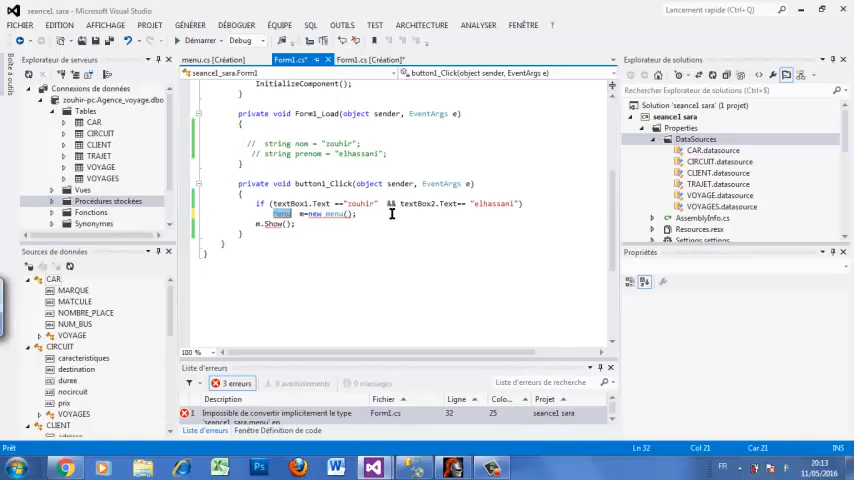 seance1 sara - Microsoft Visual Studio
Lancement rapide (Ctrl+Q)
FICHIER EDITION AFFICHAGE PROJET GÉNÉRER DÉBOGUER ÉQUIPE SQL OUTILS TEST ARCHITECTURE ANALYSER FENÊTRE ?
Démarrer Debug
Boîte à outils
Explorateur de serveurs
Connexions de données
zouhir-pc.Agence_voyage.dbo
Tables
CAR
CIRCUIT
CLIENT
TRAJET
VOYAGE
VOYAGES
Vues
Procédures stockées
Fonctions
Synonymes
Sources de données
CAR
MARQUE
MATCULE
NOMBRE_PLACE
NUM_BUS
VOYAGE
CIRCUIT
caracteristiques
destination
duree
nocircuit
prix
VOYAGES
CLIENT
menu.cs [Création] Form1.cs* Form1.cs [Création]*
seance1_sara.Form1 button1_Click(object sender, EventArgs e)
InitializeComponent();
}
private void Form1_Load(object sender, EventArgs e)
{
// string nom = "zouhir";
// string prenom = "elhassani";
}
private void button1_Click(object sender, EventArgs e)
{
if (textBox1.Text =="zouhir" && textBox2.Text== "elhassani")
menu m=new menu();
m.Show();
}
}
}
100 %
Liste d'erreurs
3 erreurs 0 avertissements 0 messages
Liste d'erreurs de recherche
Description Fichier Ligne Colo... Projet
1 Impossible de convertir implicitement le type 'seance1_sara.menu' en Form1.cs 32 25 seance1 sara
Liste d'erreurs Fenêtre Définition de code
Explorateur de solutions
Rechercher Explorateur de solutions
Solution 'seance1 sara' (1 projet)
seance1 sara
Properties
DataSources
CAR.datasource
CIRCUIT.datasource
CLIENT.datasource
TRAJET.datasource
VOYAGE.datasource
VOYAGES.datasource
AssemblyInfo.cs
Resources.resx
Settings.settings
Propriétés
Prêt Ln 32 Col 21 Car 21 INS
FR 20:13
11/05/2016